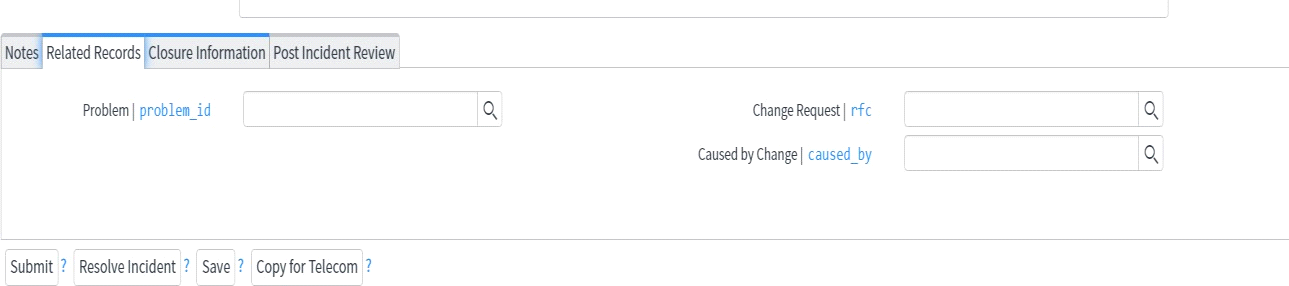 Notes Related Records Closure Information Post Incident Review
Problem | problem_id Change Request | rfc
Caused by Change | caused_by
Submit ? Resolve Incident ? Save ? Copy for Telecom ?